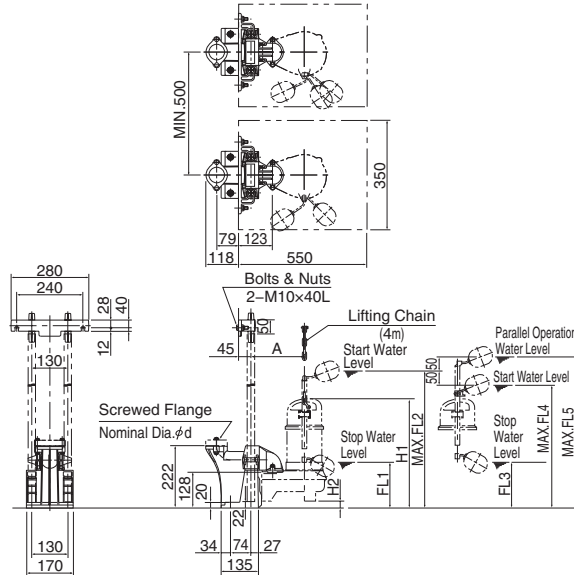 MIN.500
350
79
123
118
550
280
240
28
40
12
130
Bolts & Nuts
2–M10×40L
50
45
A
Lifting Chain
(4m)
Start Water
Level
50
50
Parallel Operation
Water Level
Start Water Level
Screwed Flange
Nominal Dia.φd
Stop Water
Level
Stop
Water
Level
222
128
20
22
H2
FL1
H1
MAX.FL2
FL3
MAX.FL4
MAX.FL5
34
74
27
135
130
170